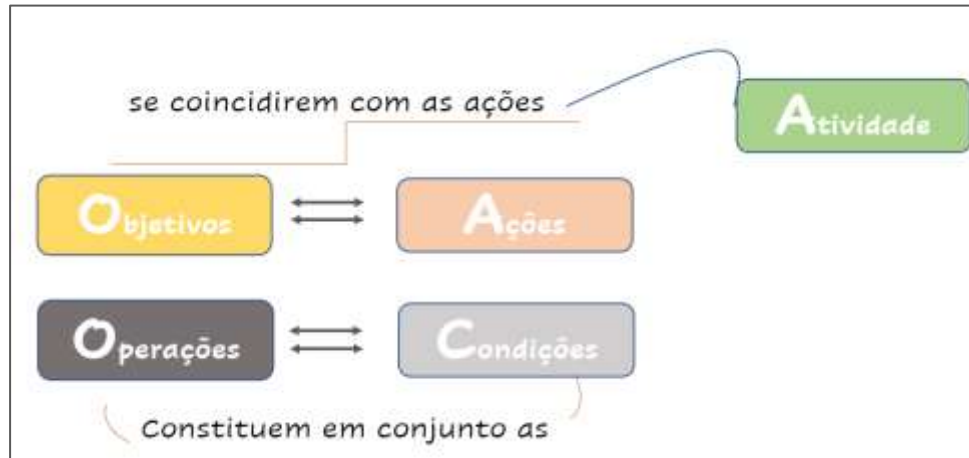 se coincidirem com as ações
Atividade
Objetivos
Ações
Operações
Condições
Constituem em conjunto as